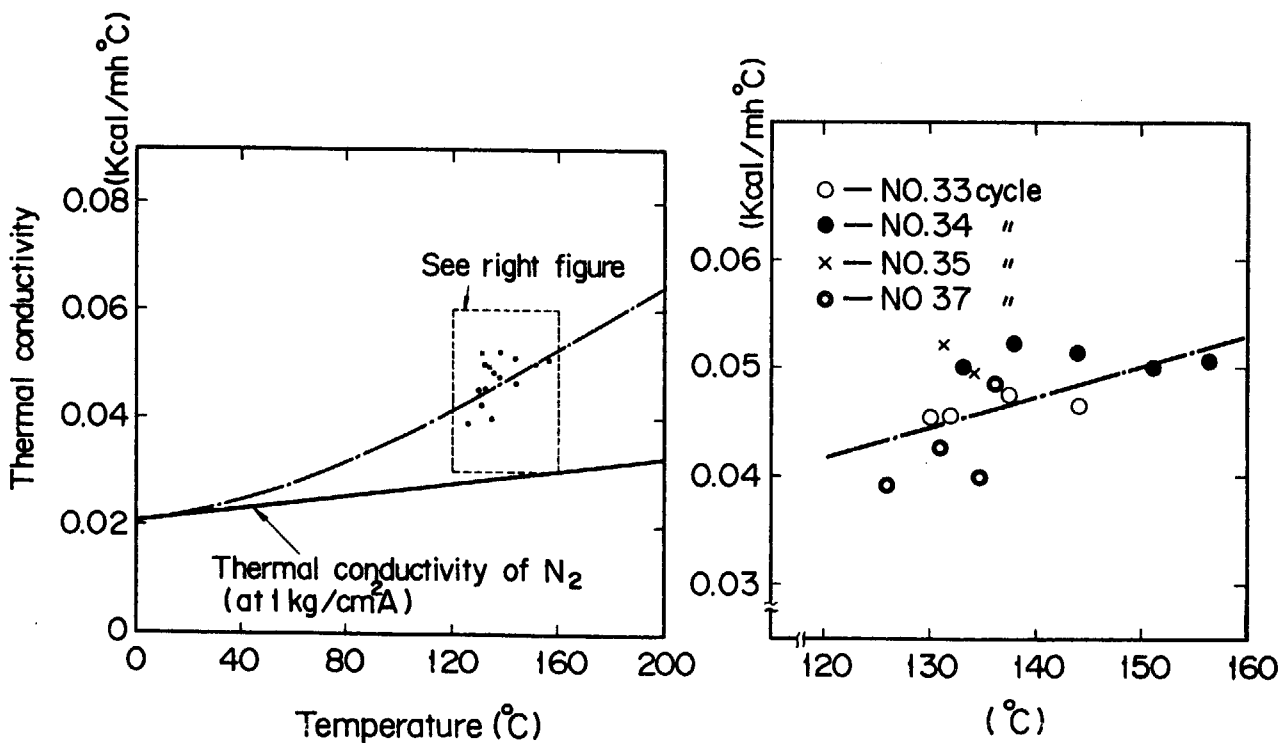 Thermal conductivity (Kcal/mh°C)
0.08
0.06
0.04
0.02
0
0 40 80 120 160 200
Temperature (°C)
See right figure
Thermal conductivity of N₂
(at 1 kg/cm²A)
(Kcal/mh°C)
0.06
0.05
0.04
0.03
○ — NO.33 cycle
● — NO.34 〃
× — NO.35 〃
◎ — NO 37 〃
120 130 140 150 160
(°C)